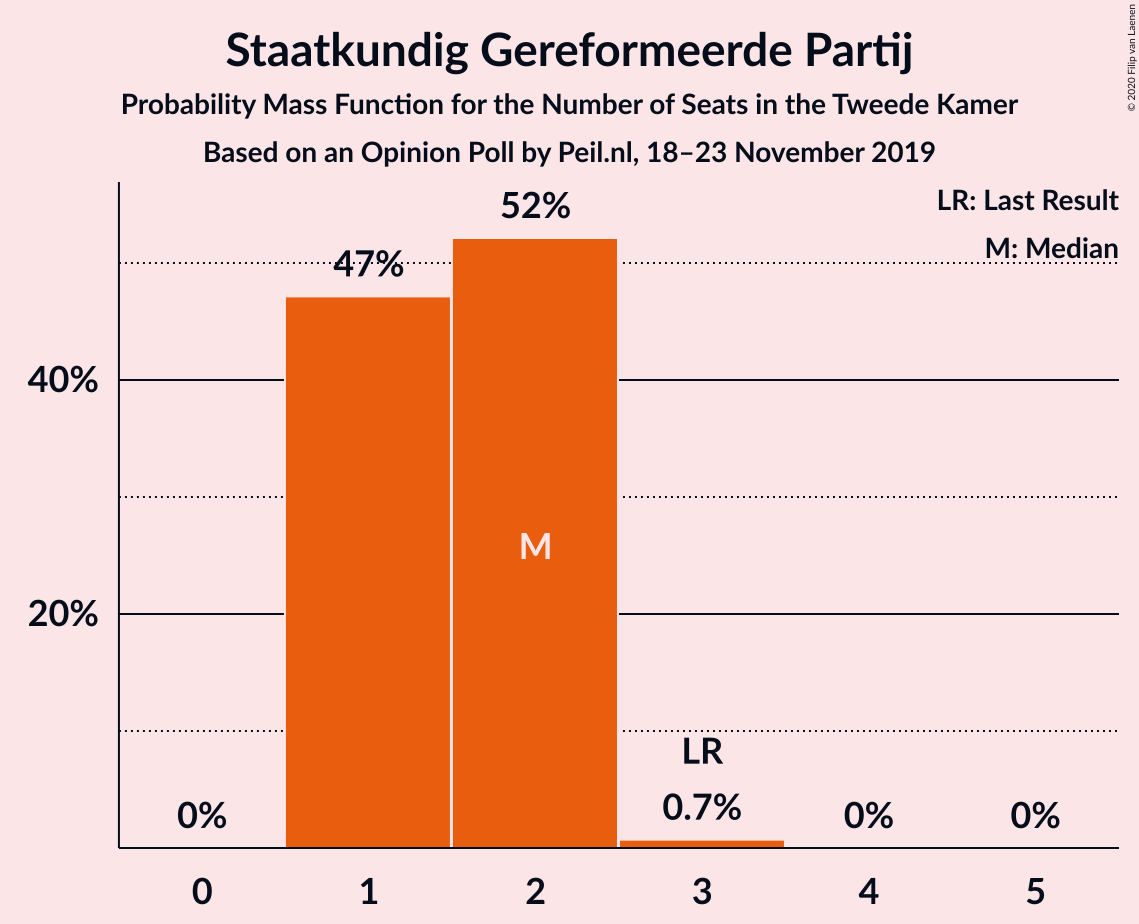 Staatkundig Gereformeerde Partij
Probability Mass Function for the Number of Seats in the Tweede Kamer
Based on an Opinion Poll by Peil.nl, 18–23 November 2019
© 2020 Filip van Laenen
LR: Last Result
M: Median
52%
47%
40%
M
20%
LR
0.7%
0%
0%
0%
0 1 2 3 4 5